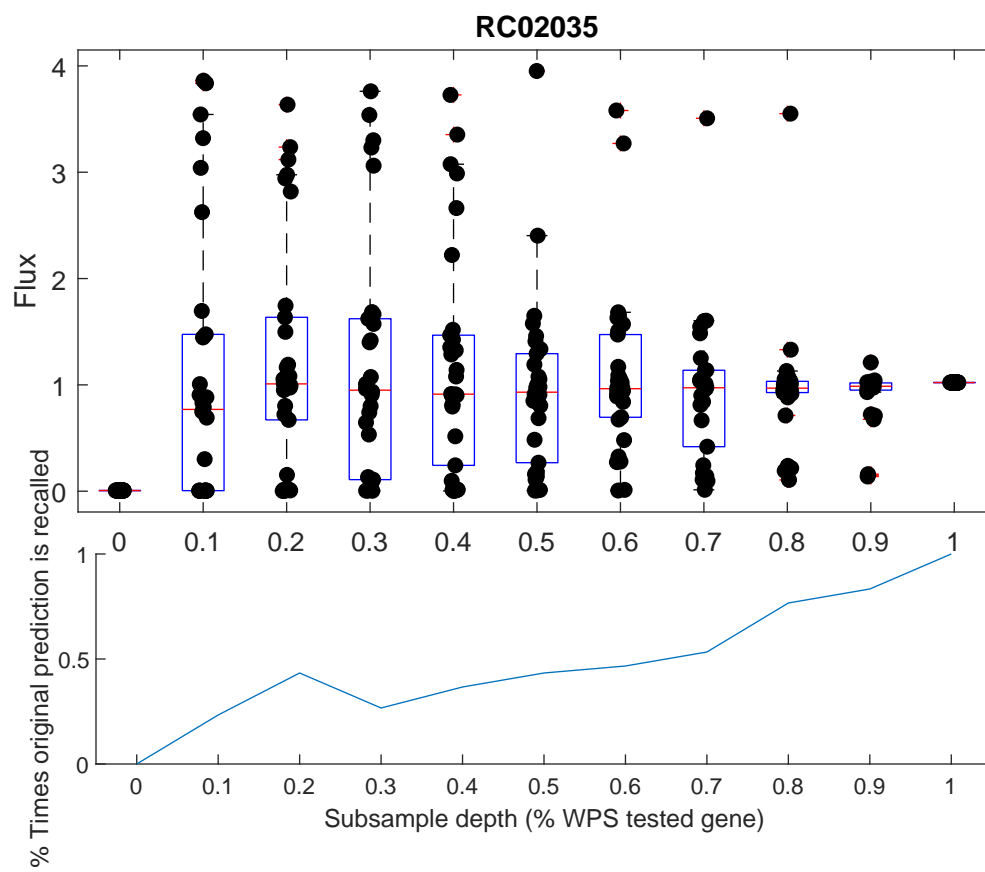 RC02035
Flux
4
3
2
1
0
0 0.1 0.2 0.3 0.4 0.5 0.6 0.7 0.8 0.9 1
% Times original prediction is recalled
1
0.5
0
0 0.1 0.2 0.3 0.4 0.5 0.6 0.7 0.8 0.9 1
Subsample depth (% WPS tested gene)